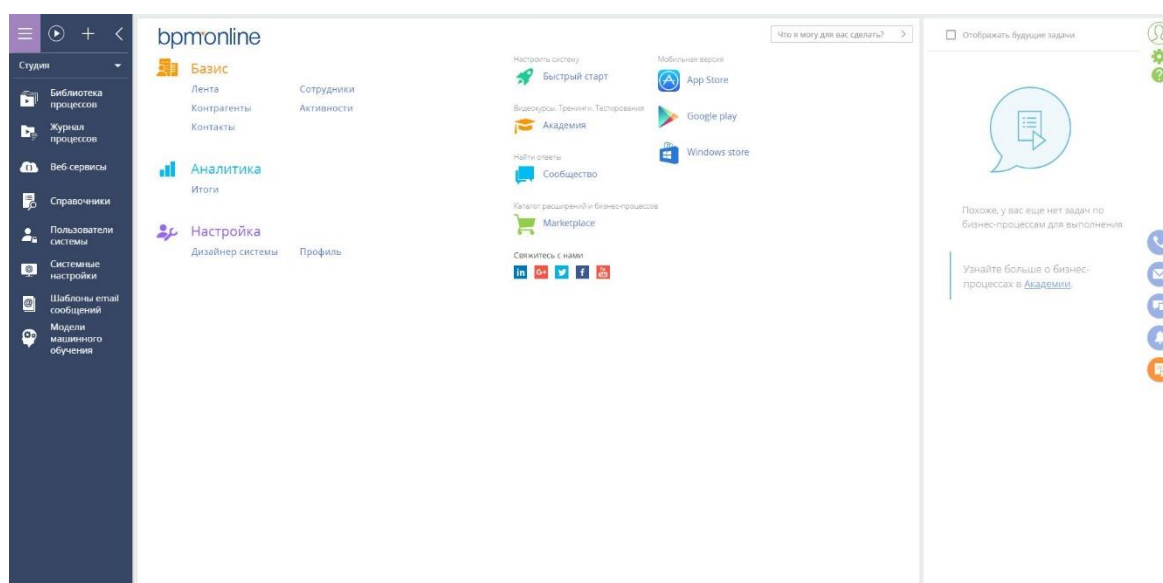 Студия
Библиотека
процессов
Журнал
процессов
Веб-сервисы
Справочники
Пользователи
системы
Системные
настройки
Шаблоны email
сообщений
Модели
машинного
обучения
bpm'online
Что я могу для вас сделать?
Базис
Лента
Сотрудники
Контрагенты
Активности
Контакты
Аналитика
Итоги
Настройка
Дизайнер системы
Профиль
Настроить систему
Быстрый старт
Видеокурсы. Тренинги. Тестирования
Академия
Найти ответы
Сообщество
Каталог расширений и бизнес-процессов
Marketplace
Свяжитесь с нами
in G+ f You
Мобильная версия
App Store
Google play
Windows store
Отображать будущие задачи
Похоже, у вас еще нет задач по
бизнес-процессам для выполнения
Узнайте больше о бизнес-
процессах в Академии.